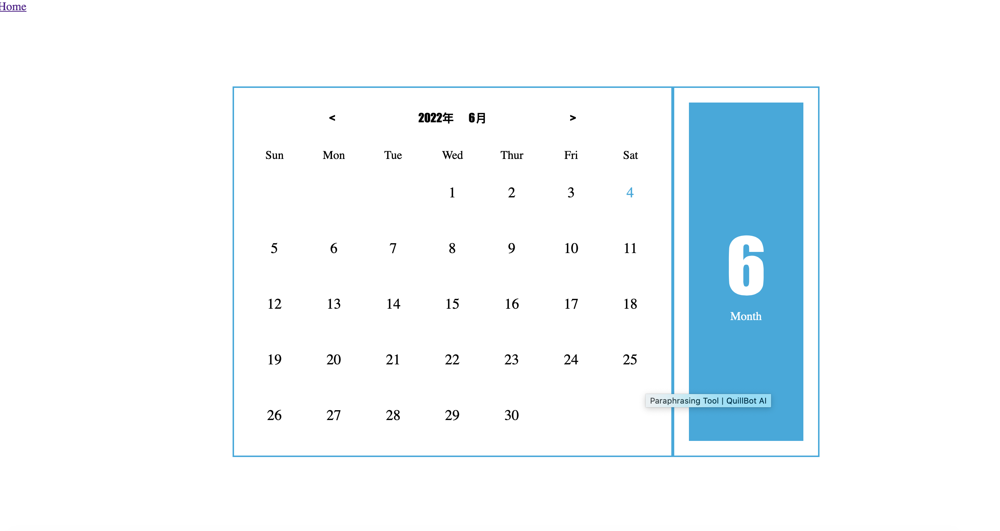 Home
< 2022年 6月 >
Sun Mon Tue Wed Thur Fri Sat
1 2 3 4
5 6 7 8 9 10 11
12 13 14 15 16 17 18
19 20 21 22 23 24 25
26 27 28 29 30
6
Month
Paraphrasing Tool | QuillBot AI